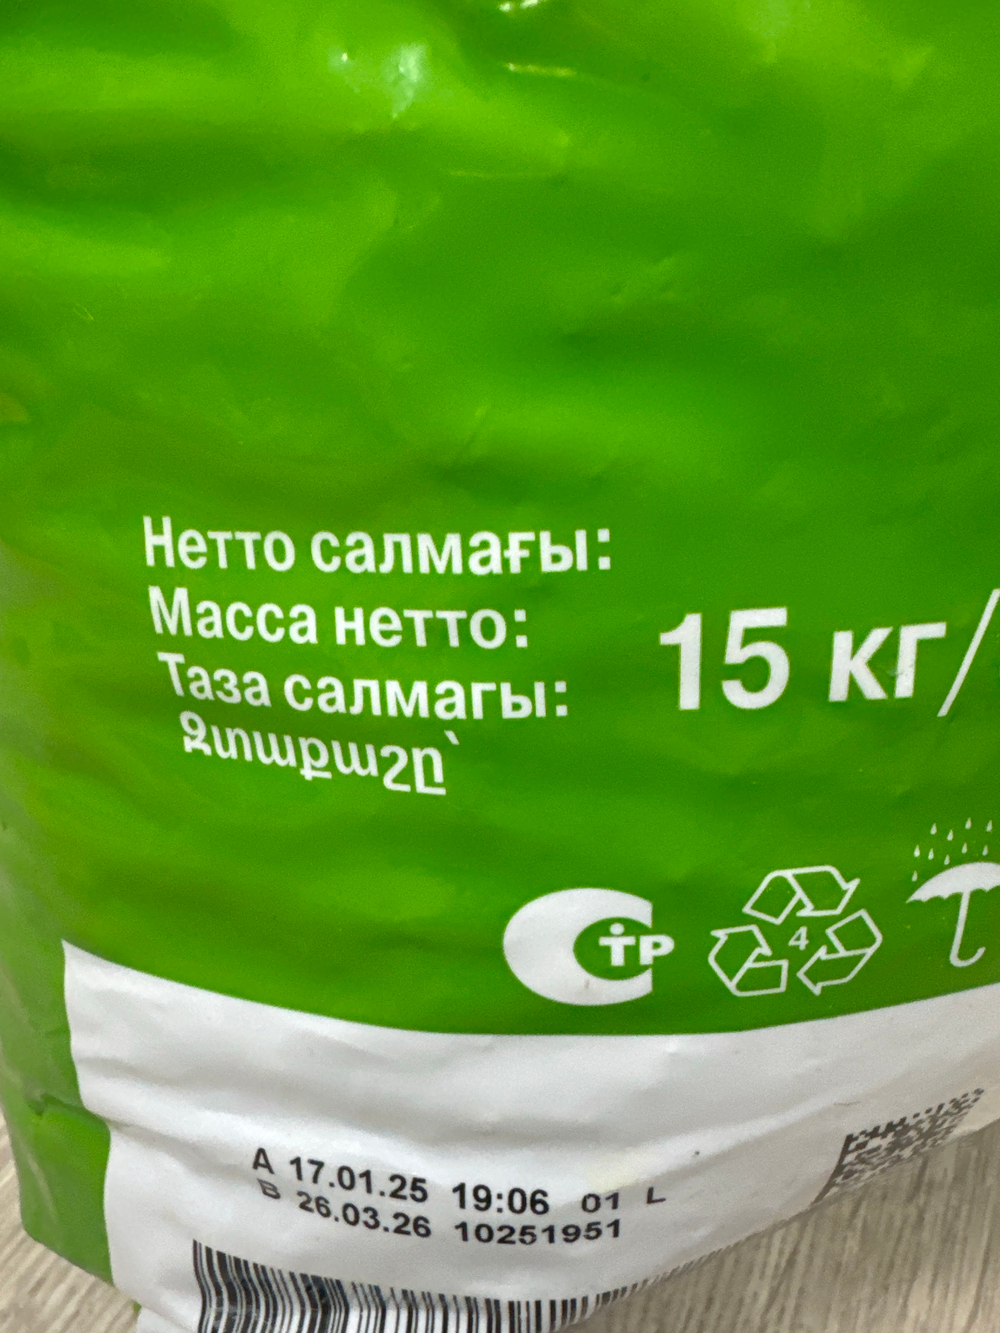 Нетто салмағы:
Масса нетто:
Таза салмагы:
Զտաքաշը՝
15 кг/
СТР
4
A 17.01.25 19:06 01 L
B 26.03.26 10251951